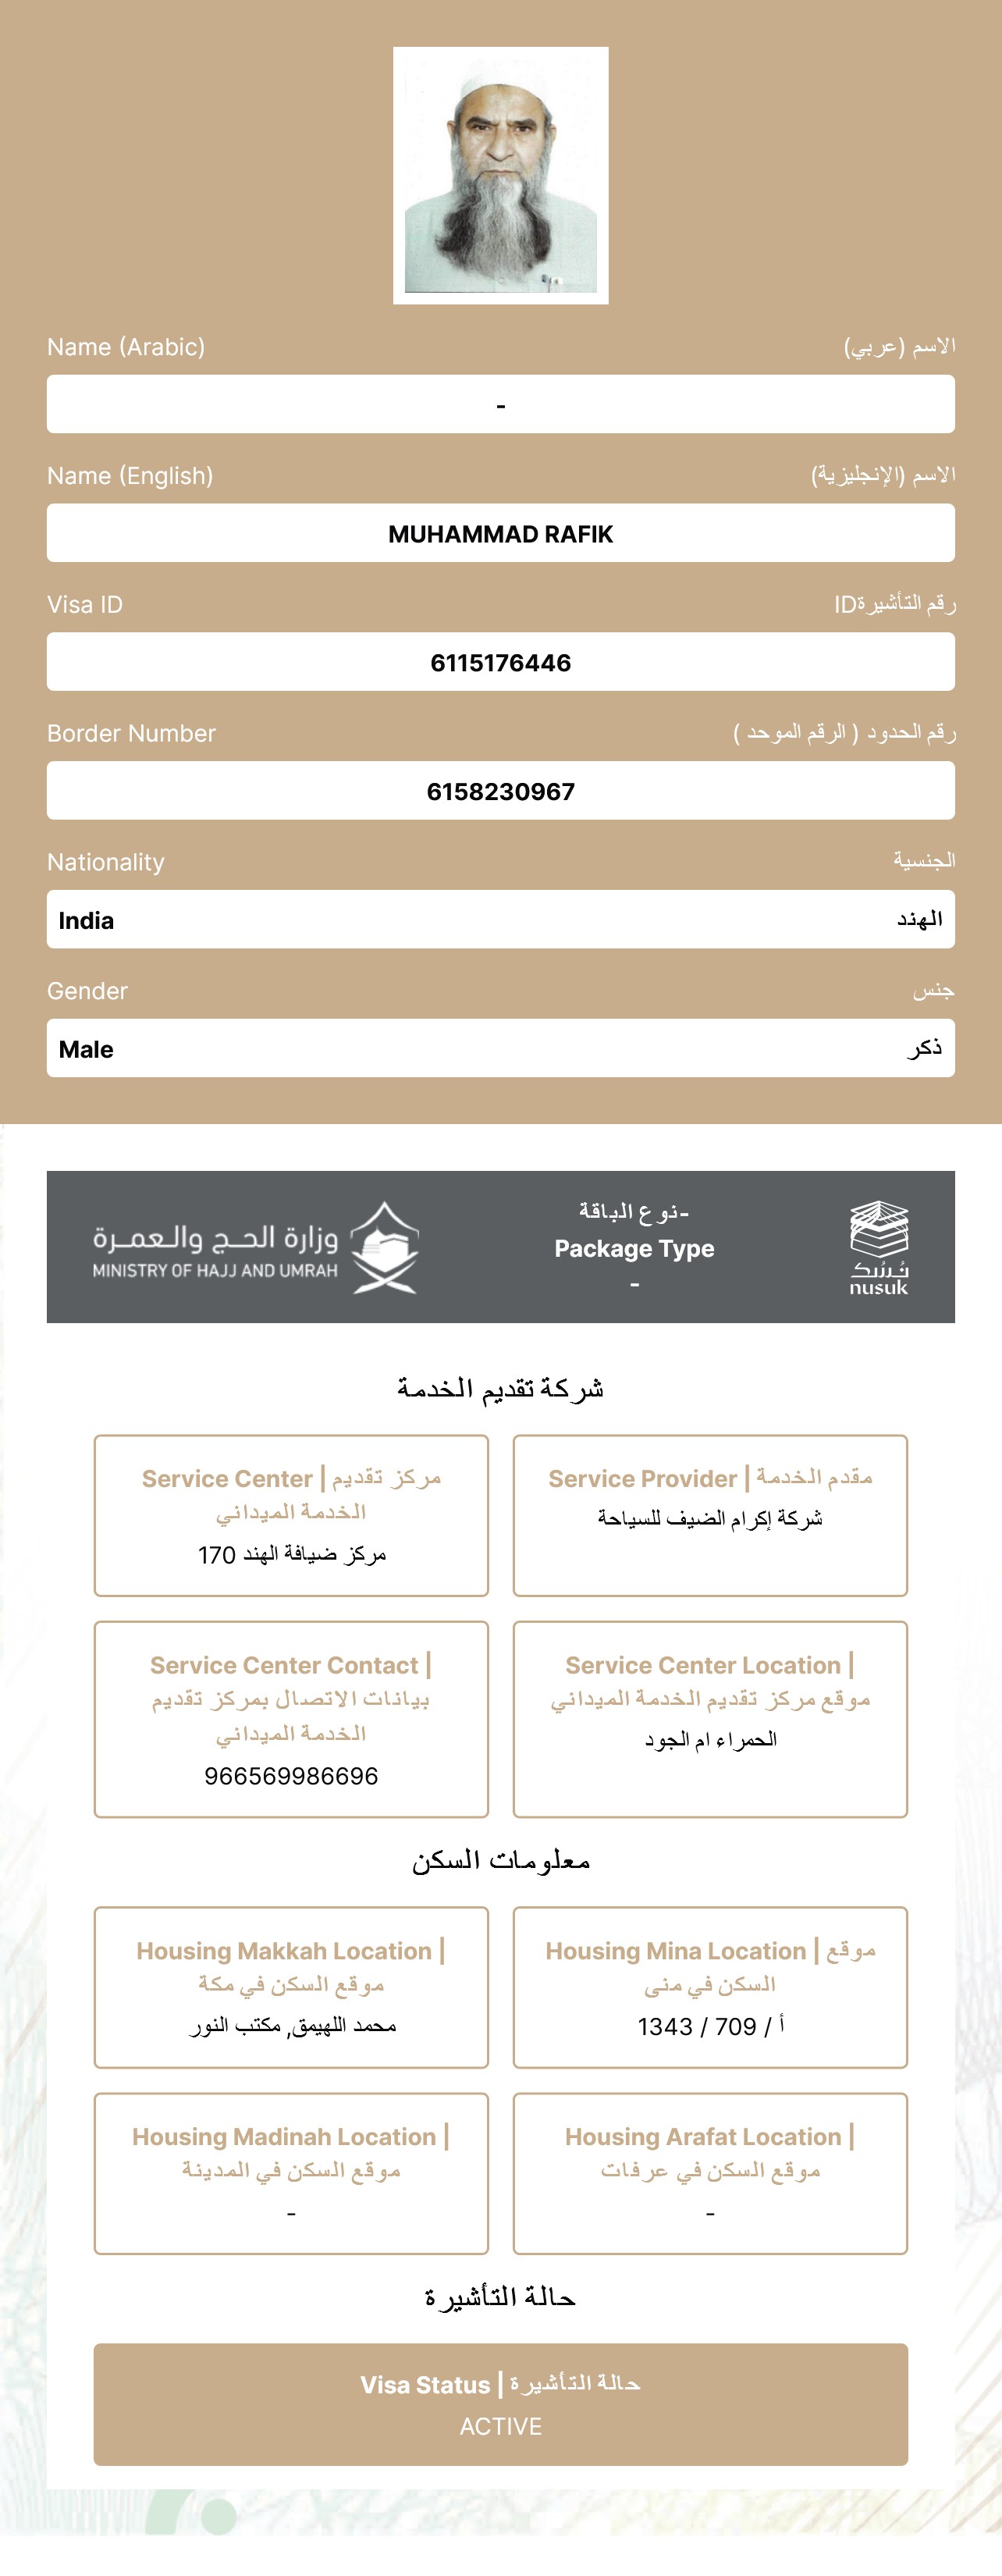 Name (Arabic) الاسم (عربي)
-
Name (English) الاسم (الإنجليزية)
MUHAMMAD RAFIK
Visa ID رقم التأشيرةID
6115176446
Border Number رقم الحدود ( الرقم الموحد )
6158230967
Nationality الجنسية
India الهند
Gender جنس
Male ذكر
وزارة الحج والعمرة
MINISTRY OF HAJJ AND UMRAH
-نوع الباقة
Package Type
-
نُسُك
nusuk
شركة تقديم الخدمة
Service Center | مركز تقديم
الخدمة الميداني
مركز ضيافة الهند 170
Service Provider | مقدم الخدمة
شركة إكرام الضيف للسياحة
Service Center Contact |
بيانات الاتصال بمركز تقديم
الخدمة الميداني
966569986696
Service Center Location |
موقع مركز تقديم الخدمة الميداني
الحمراء ام الجود
معلومات السكن
Housing Makkah Location |
موقع السكن في مكة
محمد اللهيمق, مكتب النور
Housing Mina Location | موقع
السكن في منى
أ / 709 / 1343
Housing Madinah Location |
موقع السكن في المدينة
-
Housing Arafat Location |
موقع السكن في عرفات
-
حالة التأشيرة
Visa Status | حالة التأشيرة
ACTIVE